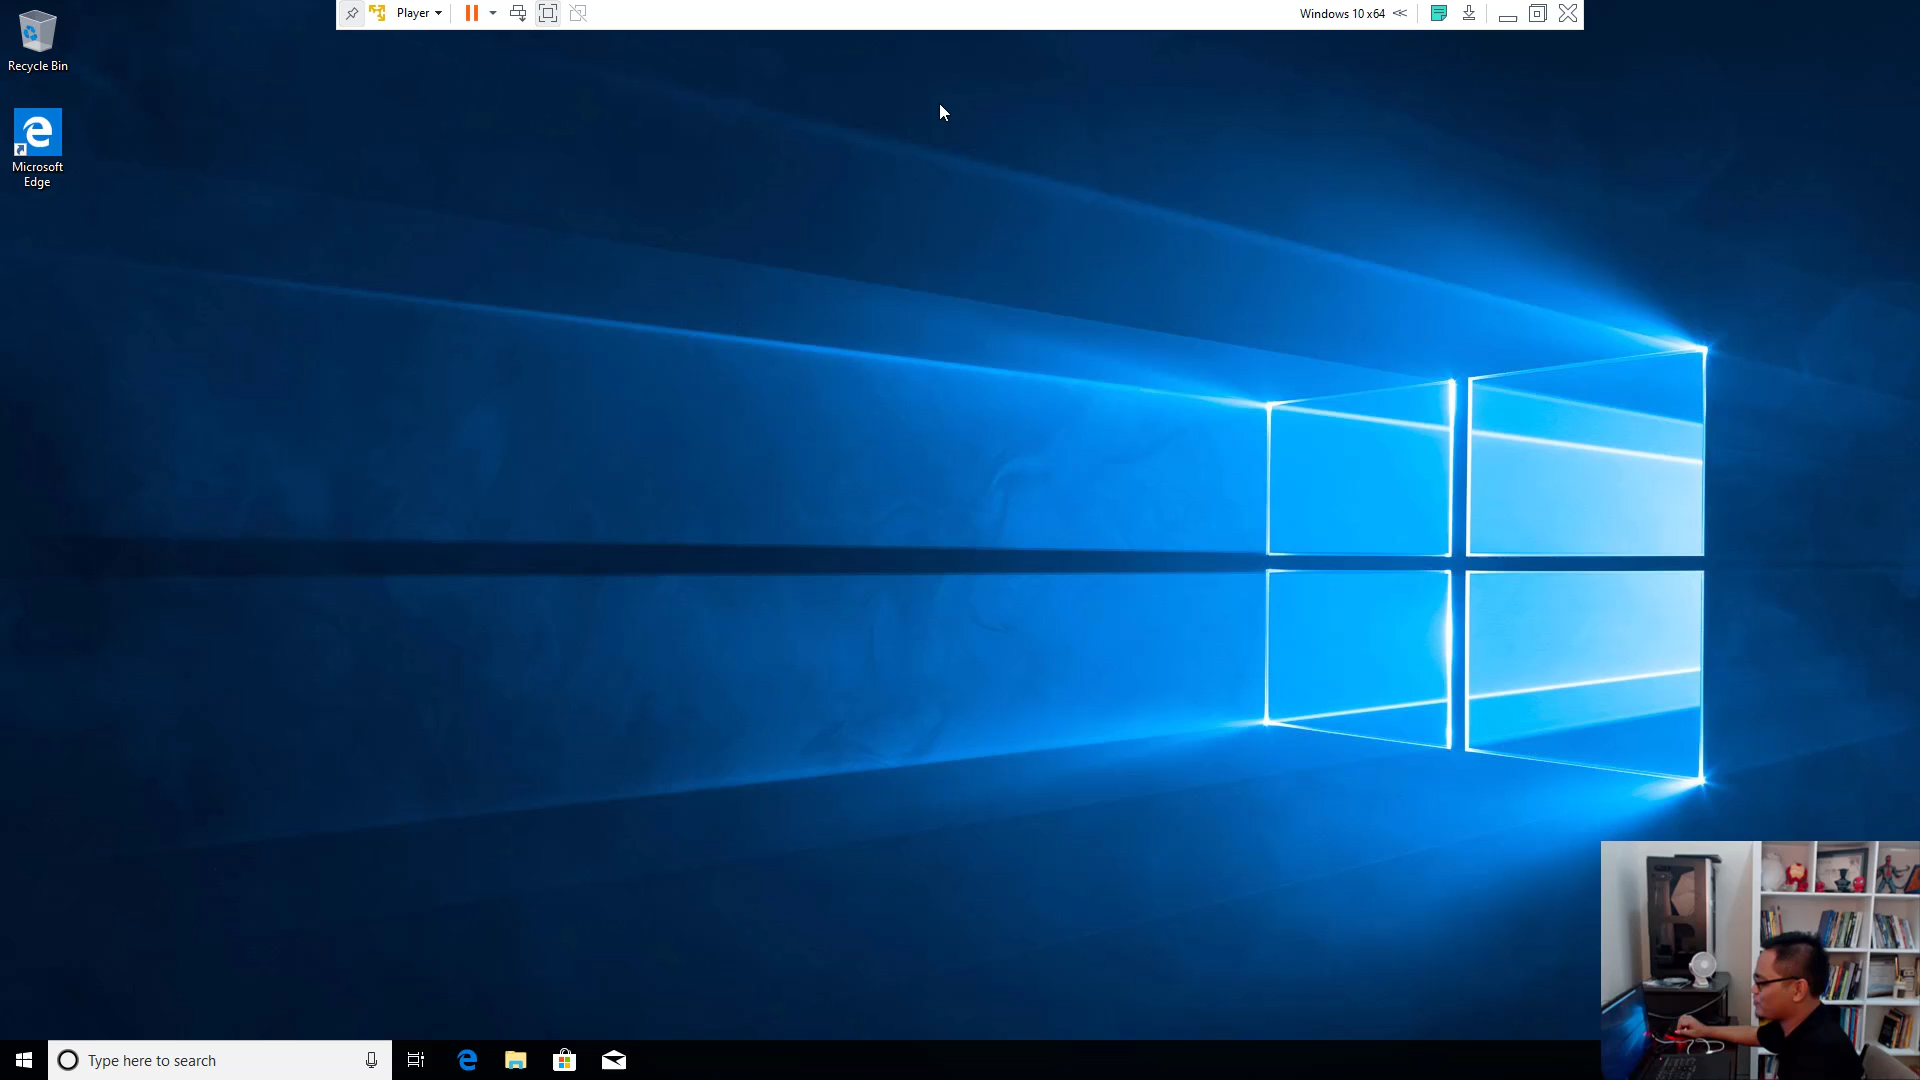 Player
Windows 10 x64
Recycle Bin
Microsoft
Edge
Type here to search